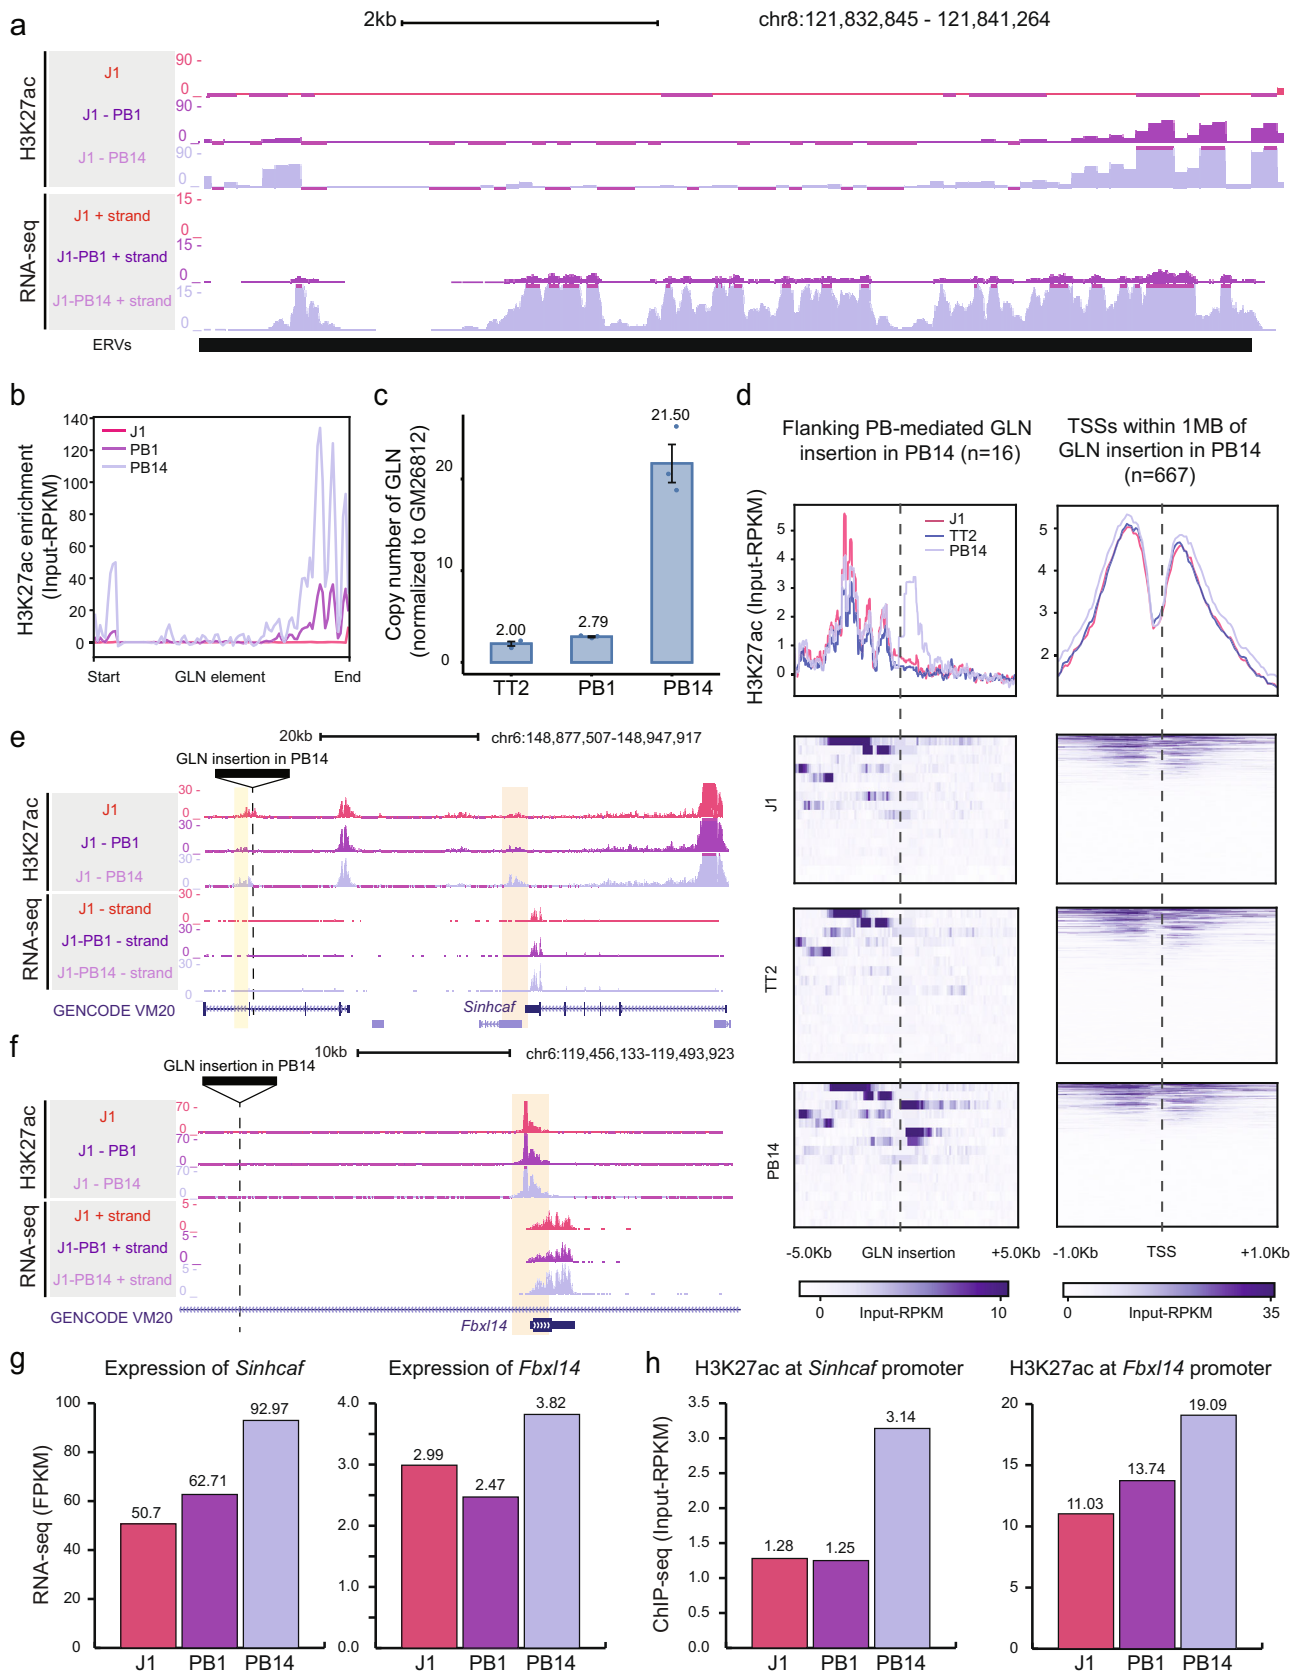 a
2kb
chr8:121,832,845 - 121,841,264
H3K27ac
J1
90 -
0 _
J1 - PB1
90 -
0 _
J1 - PB14
90 -
0 _
RNA-seq
J1 + strand
15 -
0 _
J1-PB1 + strand
15 -
0 _
J1-PB14 + strand
15 -
0 _
ERVs
b
H3K27ac enrichment
(Input-RPKM)
140
120
100
80
60
40
20
0
J1
PB1
PB14
Start
GLN element
End
c
Copy number of GLN
(normalized to GM26812)
20
10
0
2.00
2.79
21.50
TT2
PB1
PB14
d
Flanking PB-mediated GLN
insertion in PB14 (n=16)
TSSs within 1MB of
GLN insertion in PB14
(n=667)
H3K27ac (Input-RPKM)
5
4
3
2
1
0
J1
TT2
PB14
5
4
3
2
J1
TT2
PB14
-5.0Kb
GLN insertion
+5.0Kb
-1.0Kb
TSS
+1.0Kb
0
Input-RPKM
10
0
Input-RPKM
35
e
20kb
chr6:148,877,507-148,947,917
GLN insertion in PB14
H3K27ac
J1
30 -
0 _
J1 - PB1
30 -
0 _
J1 - PB14
30 -
0 _
RNA-seq
J1 - strand
30 -
0 _
J1-PB1 - strand
30 -
0 _
J1-PB14 - strand
30 -
0 _
GENCODE VM20
Sinhcaf
f
10kb
chr6:119,456,133-119,493,923
GLN insertion in PB14
H3K27ac
J1
70 -
0 _
J1 - PB1
70 -
0 _
J1 - PB14
70 -
0 _
RNA-seq
J1 + strand
5 -
0 _
J1-PB1 + strand
5 -
0 _
J1-PB14 + strand
5 -
0 _
GENCODE VM20
Fbxl14
g
Expression of Sinhcaf
RNA-seq (FPKM)
100
80
60
40
20
0
50.7
62.71
92.97
J1
PB1
PB14
Expression of Fbxl14
4.0
3.0
2.0
1.0
0.0
2.99
2.47
3.82
J1
PB1
PB14
h
H3K27ac at Sinhcaf promoter
ChIP-seq (Input-RPKM)
3.5
3.0
2.5
2.0
1.5
1.0
0.5
0.0
1.28
1.25
3.14
J1
PB1
PB14
H3K27ac at Fbxl14 promoter
20
15
10
5
0
11.03
13.74
19.09
J1
PB1
PB14